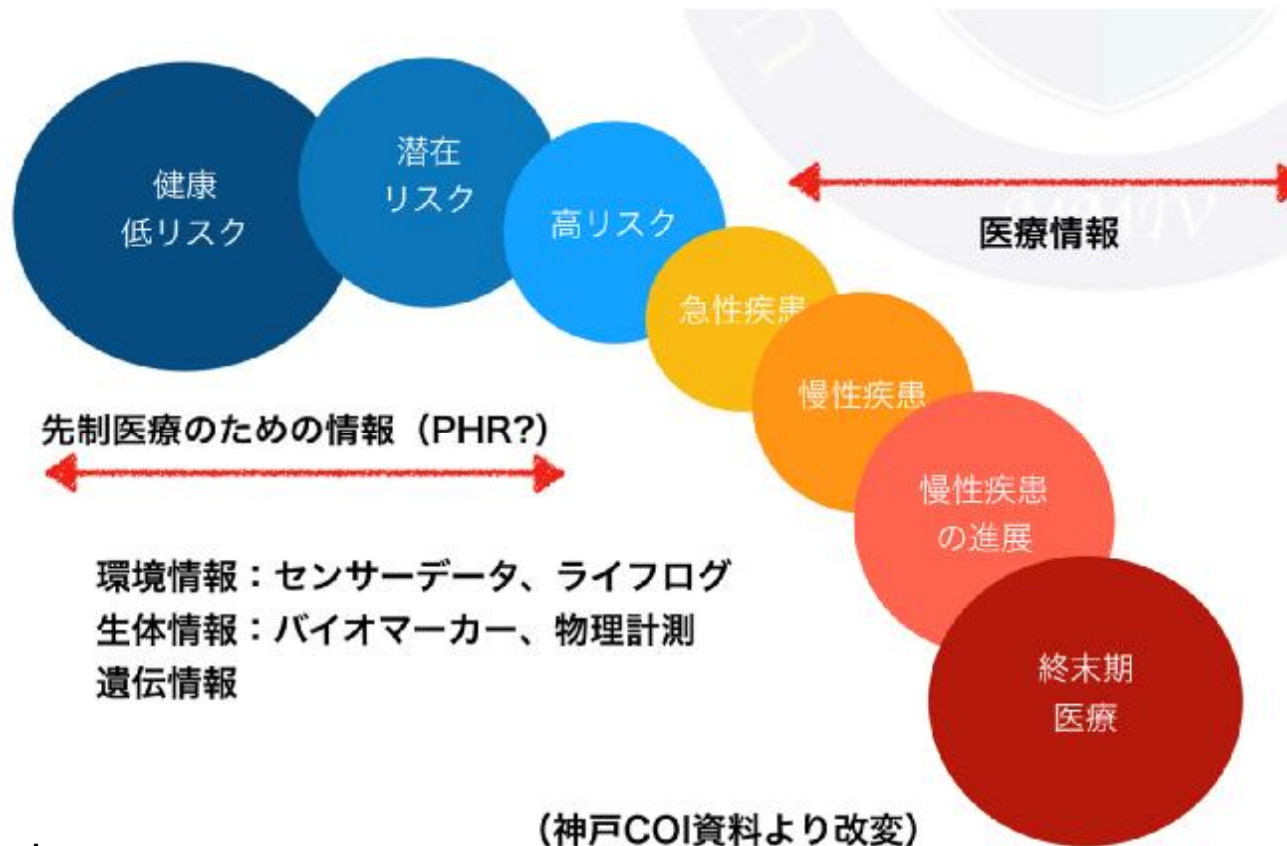 健康
低リスク
潜在
リスク
高リスク
医療情報
急性疾患
慢性疾患
先制医療のための情報（PHR?）
慢性疾患
の進展
環境情報：センサーデータ、ライフログ
生体情報：バイオマーカー、物理計測
遺伝情報
終末期
医療
（神戸COI資料より改変）